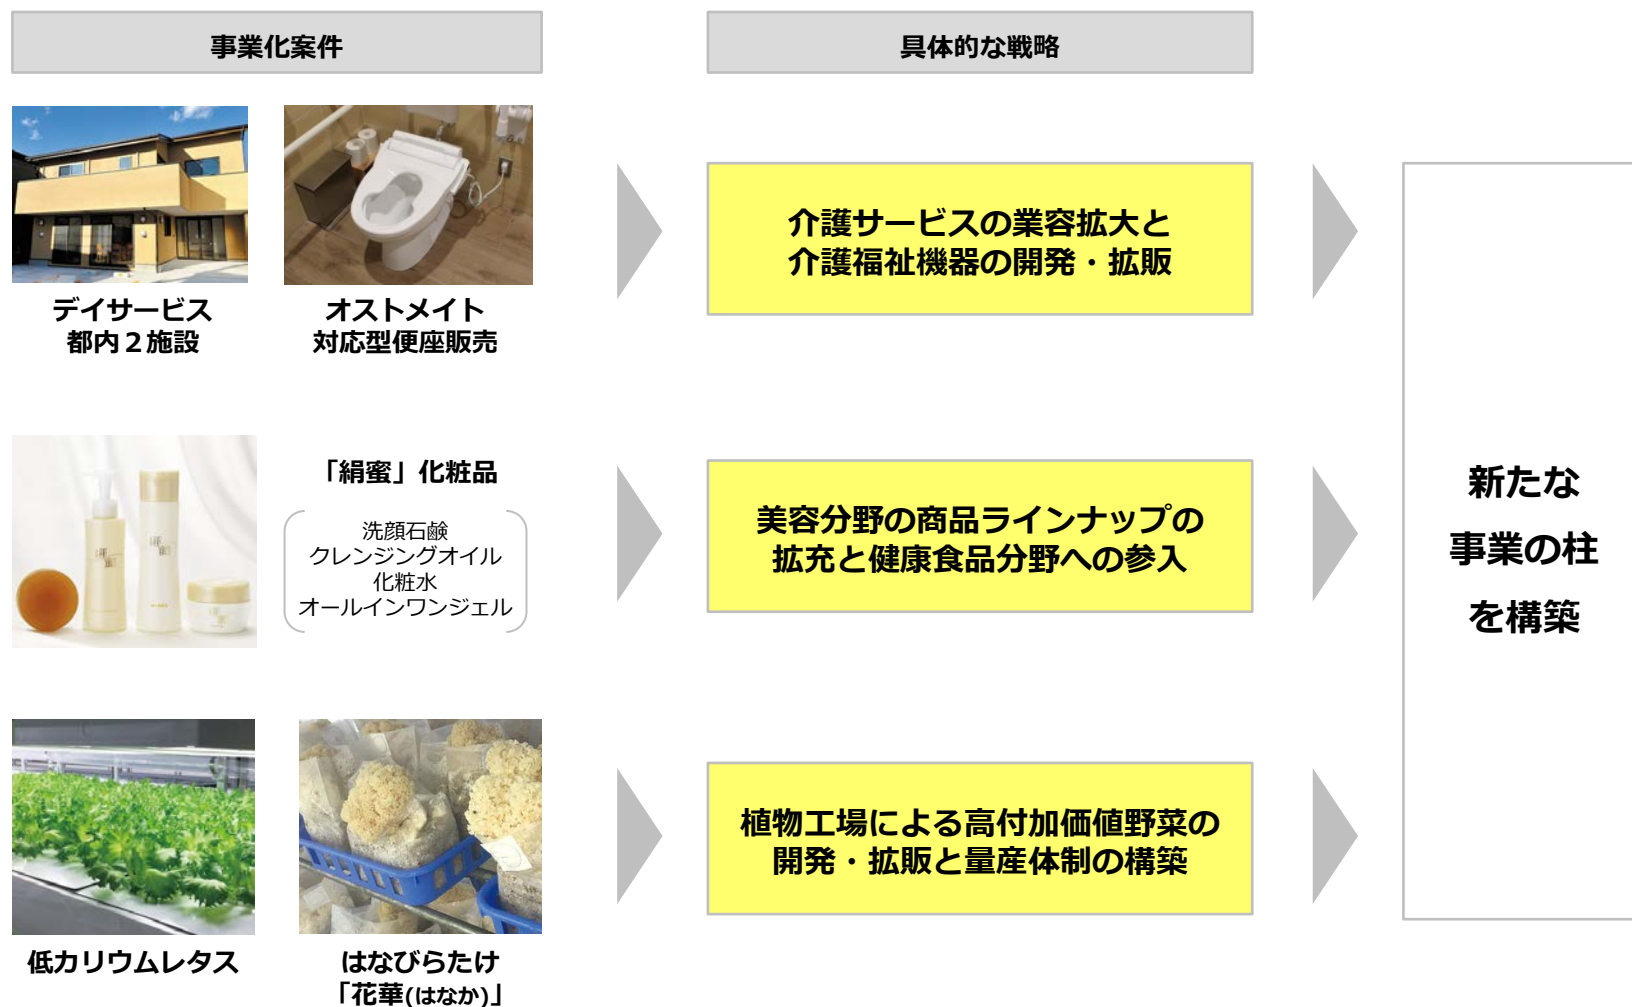 事業化案件
具体的な戦略
デイサービス
都内２施設
オストメイト
対応型便座販売
介護サービスの業容拡大と
介護福祉機器の開発・拡販
「絹蜜」化粧品
洗顔石鹸
クレンジングオイル
化粧水
オールインワンジェル
美容分野の商品ラインナップの
拡充と健康食品分野への参入
低カリウムレタス
はなびらたけ
「花華(はなか)」
植物工場による高付加価値野菜の
開発・拡販と量産体制の構築
新たな
事業の柱
を構築